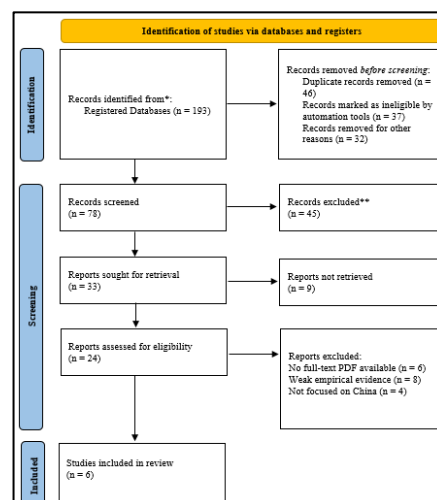 Identification of studies via databases and registers
Identification
Records identified from*:
Registered Databases (n = 193)
Records removed before screening:
Duplicate records removed (n =
46)
Records marked as ineligible by
automation tools (n = 37)
Records removed for other
reasons (n = 32)
Screening
Records screened
(n = 78)
Records excluded**
(n = 45)
Reports sought for retrieval
(n = 33)
Reports not retrieved
(n = 9)
Reports assessed for eligibility
(n = 24)
Reports excluded:
No full-text PDF available (n = 6)
Weak empirical evidence (n = 8)
Not focused on China (n = 4)
Included
Studies included in review
(n = 6)